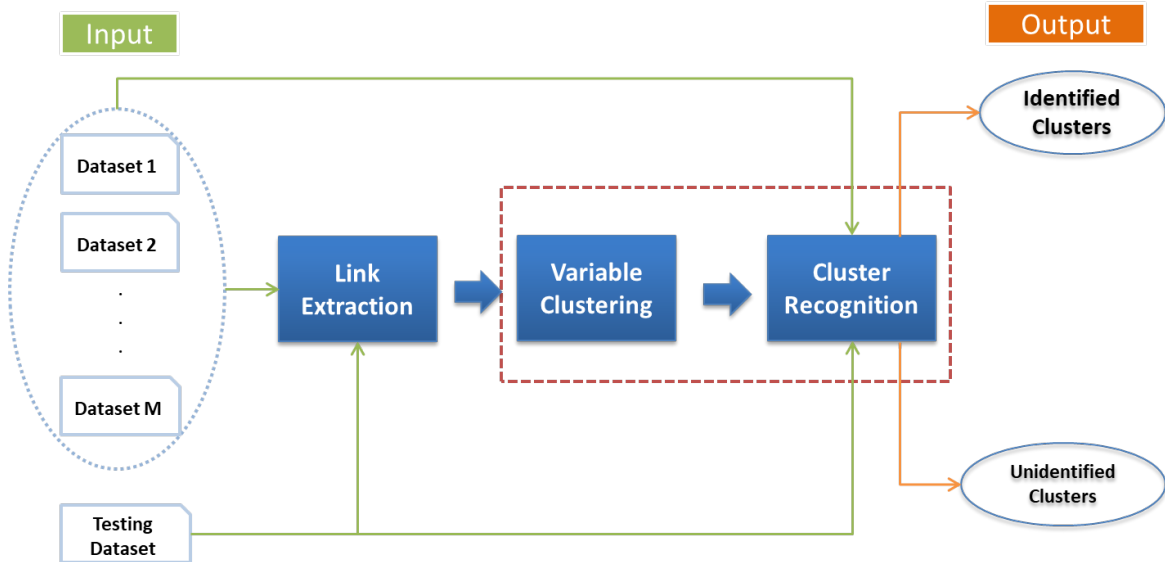 Input
Output
Dataset 1
Dataset 2
.
.
.
Dataset M
Testing
Dataset
Link
Extraction
Variable
Clustering
Cluster
Recognition
Identified
Clusters
Unidentified
Clusters